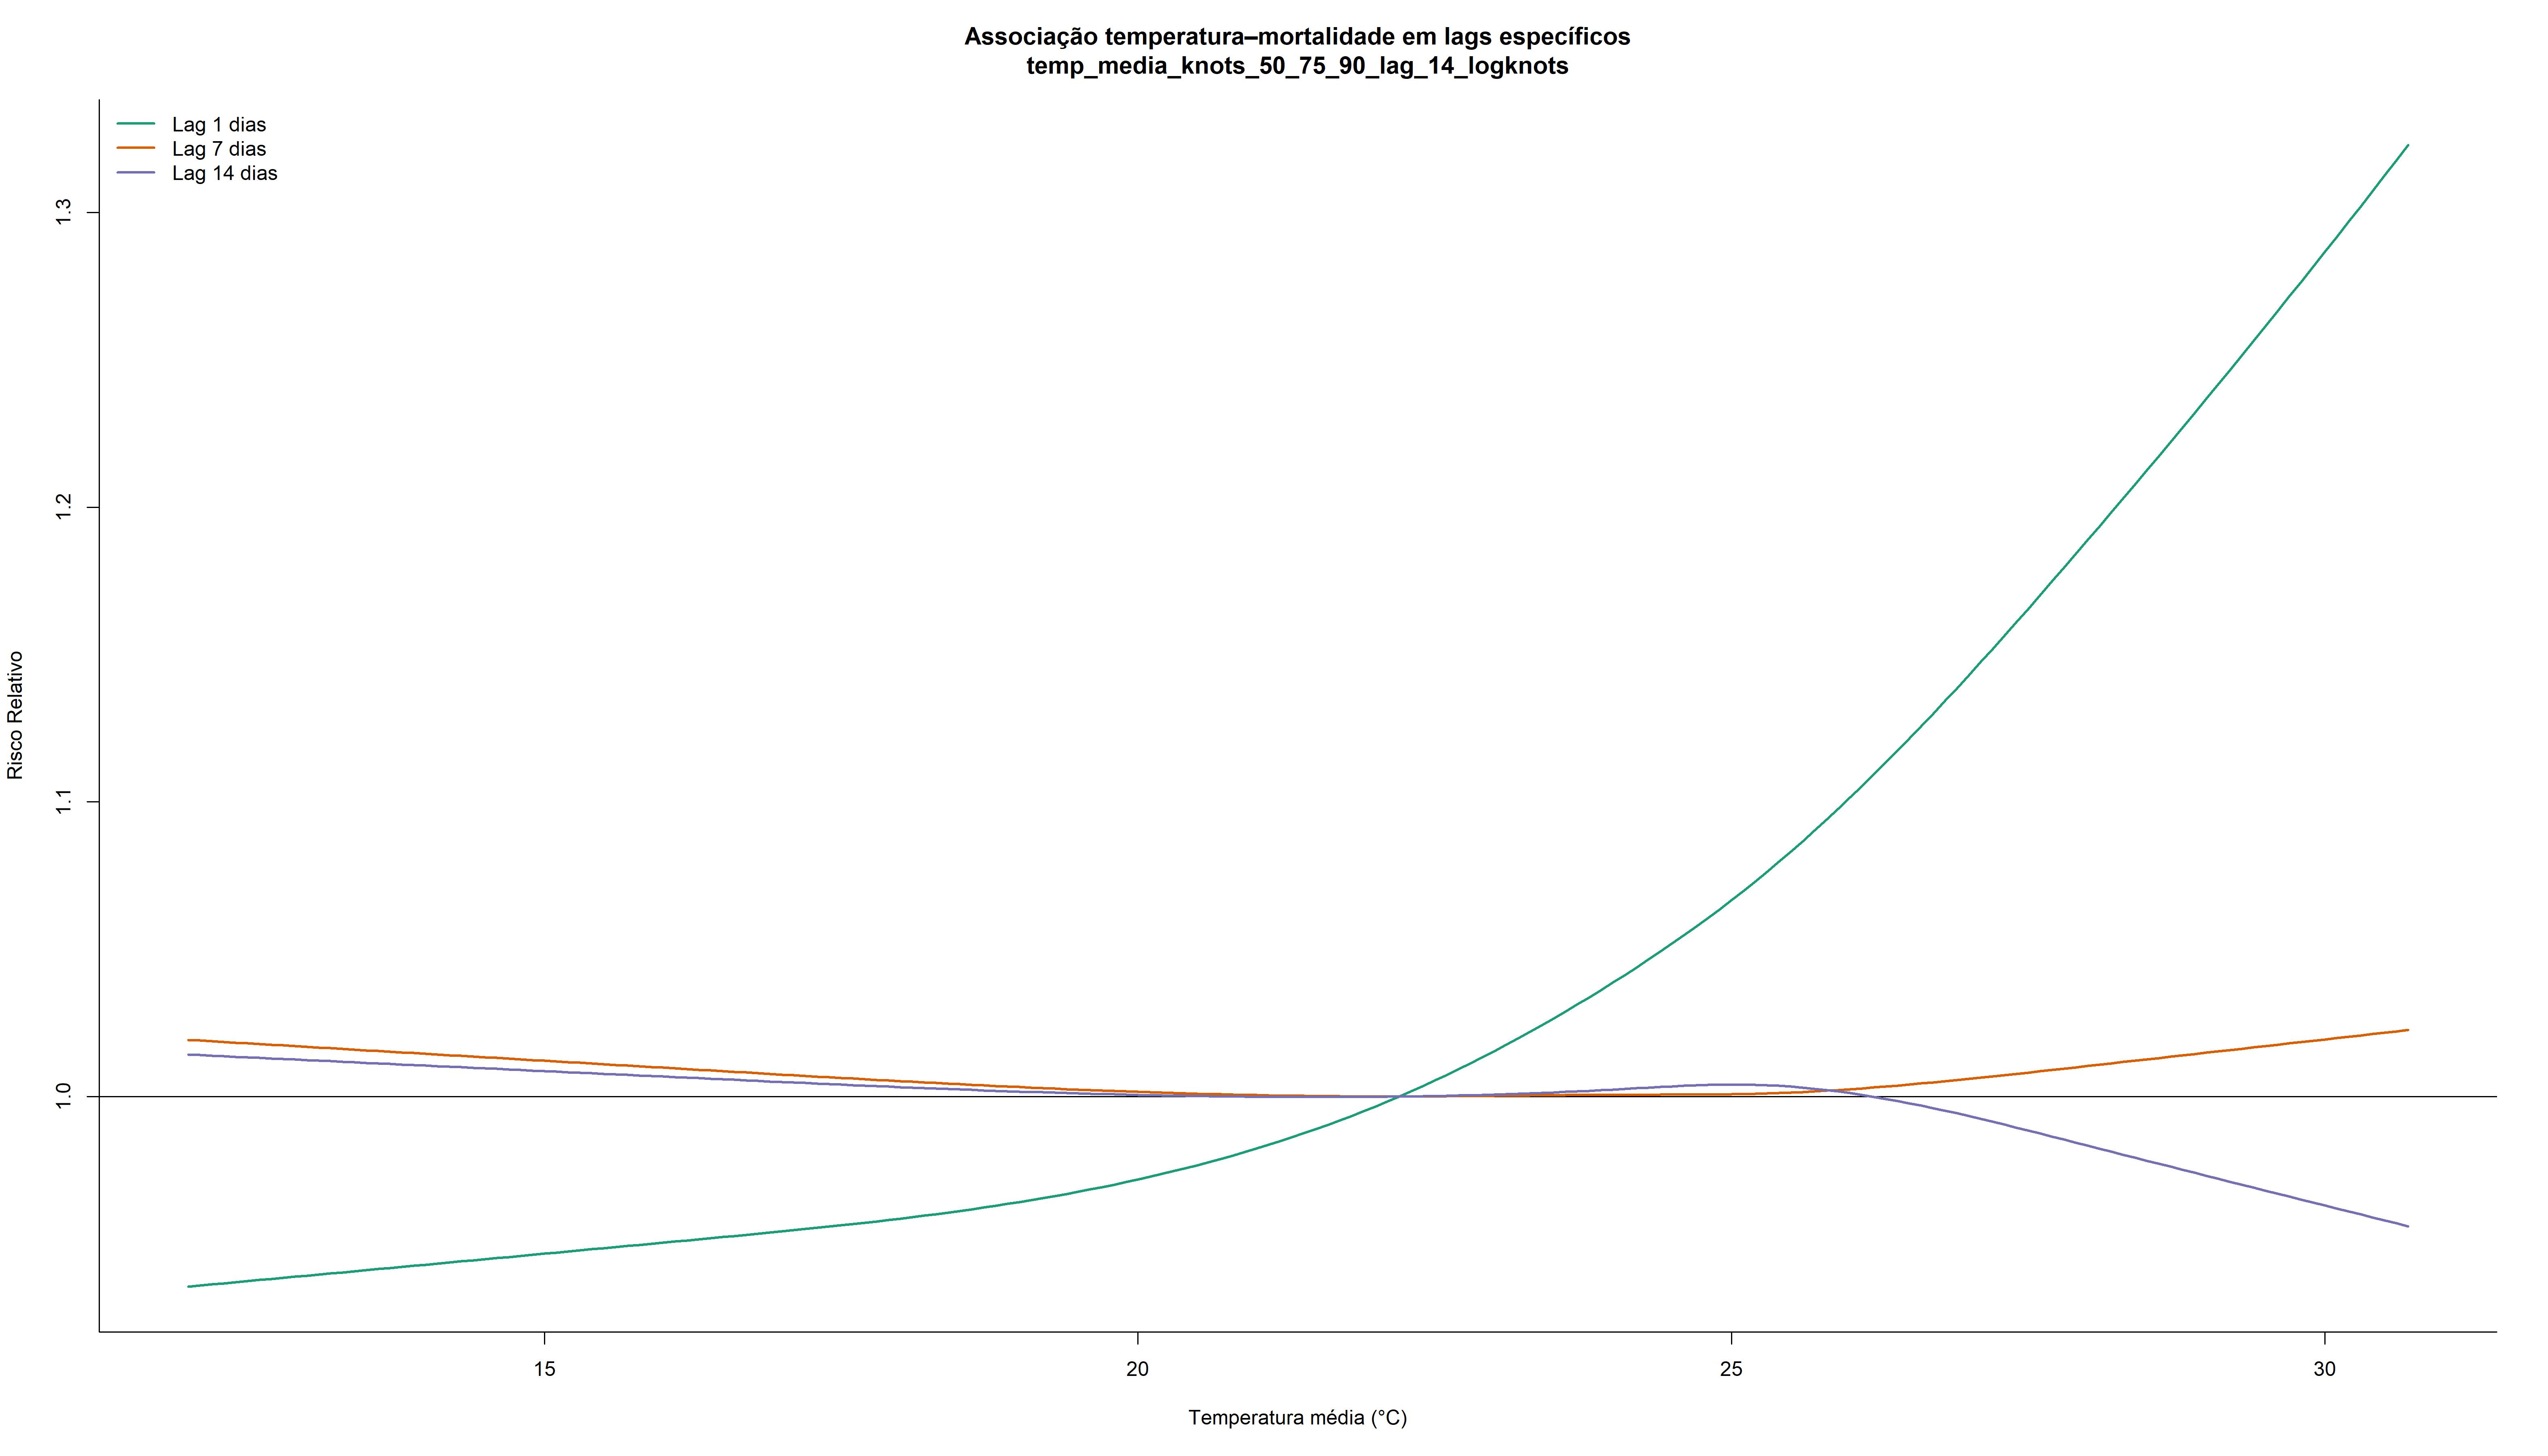 Associação temperatura–mortalidade em lags específicos
temp_media_knots_50_75_90_lag_14_logknots
Lag 1 dias
Lag 7 dias
Lag 14 dias
1.3
1.2
1.1
1.0
Risco Relativo
15
20
25
30
Temperatura média (°C)